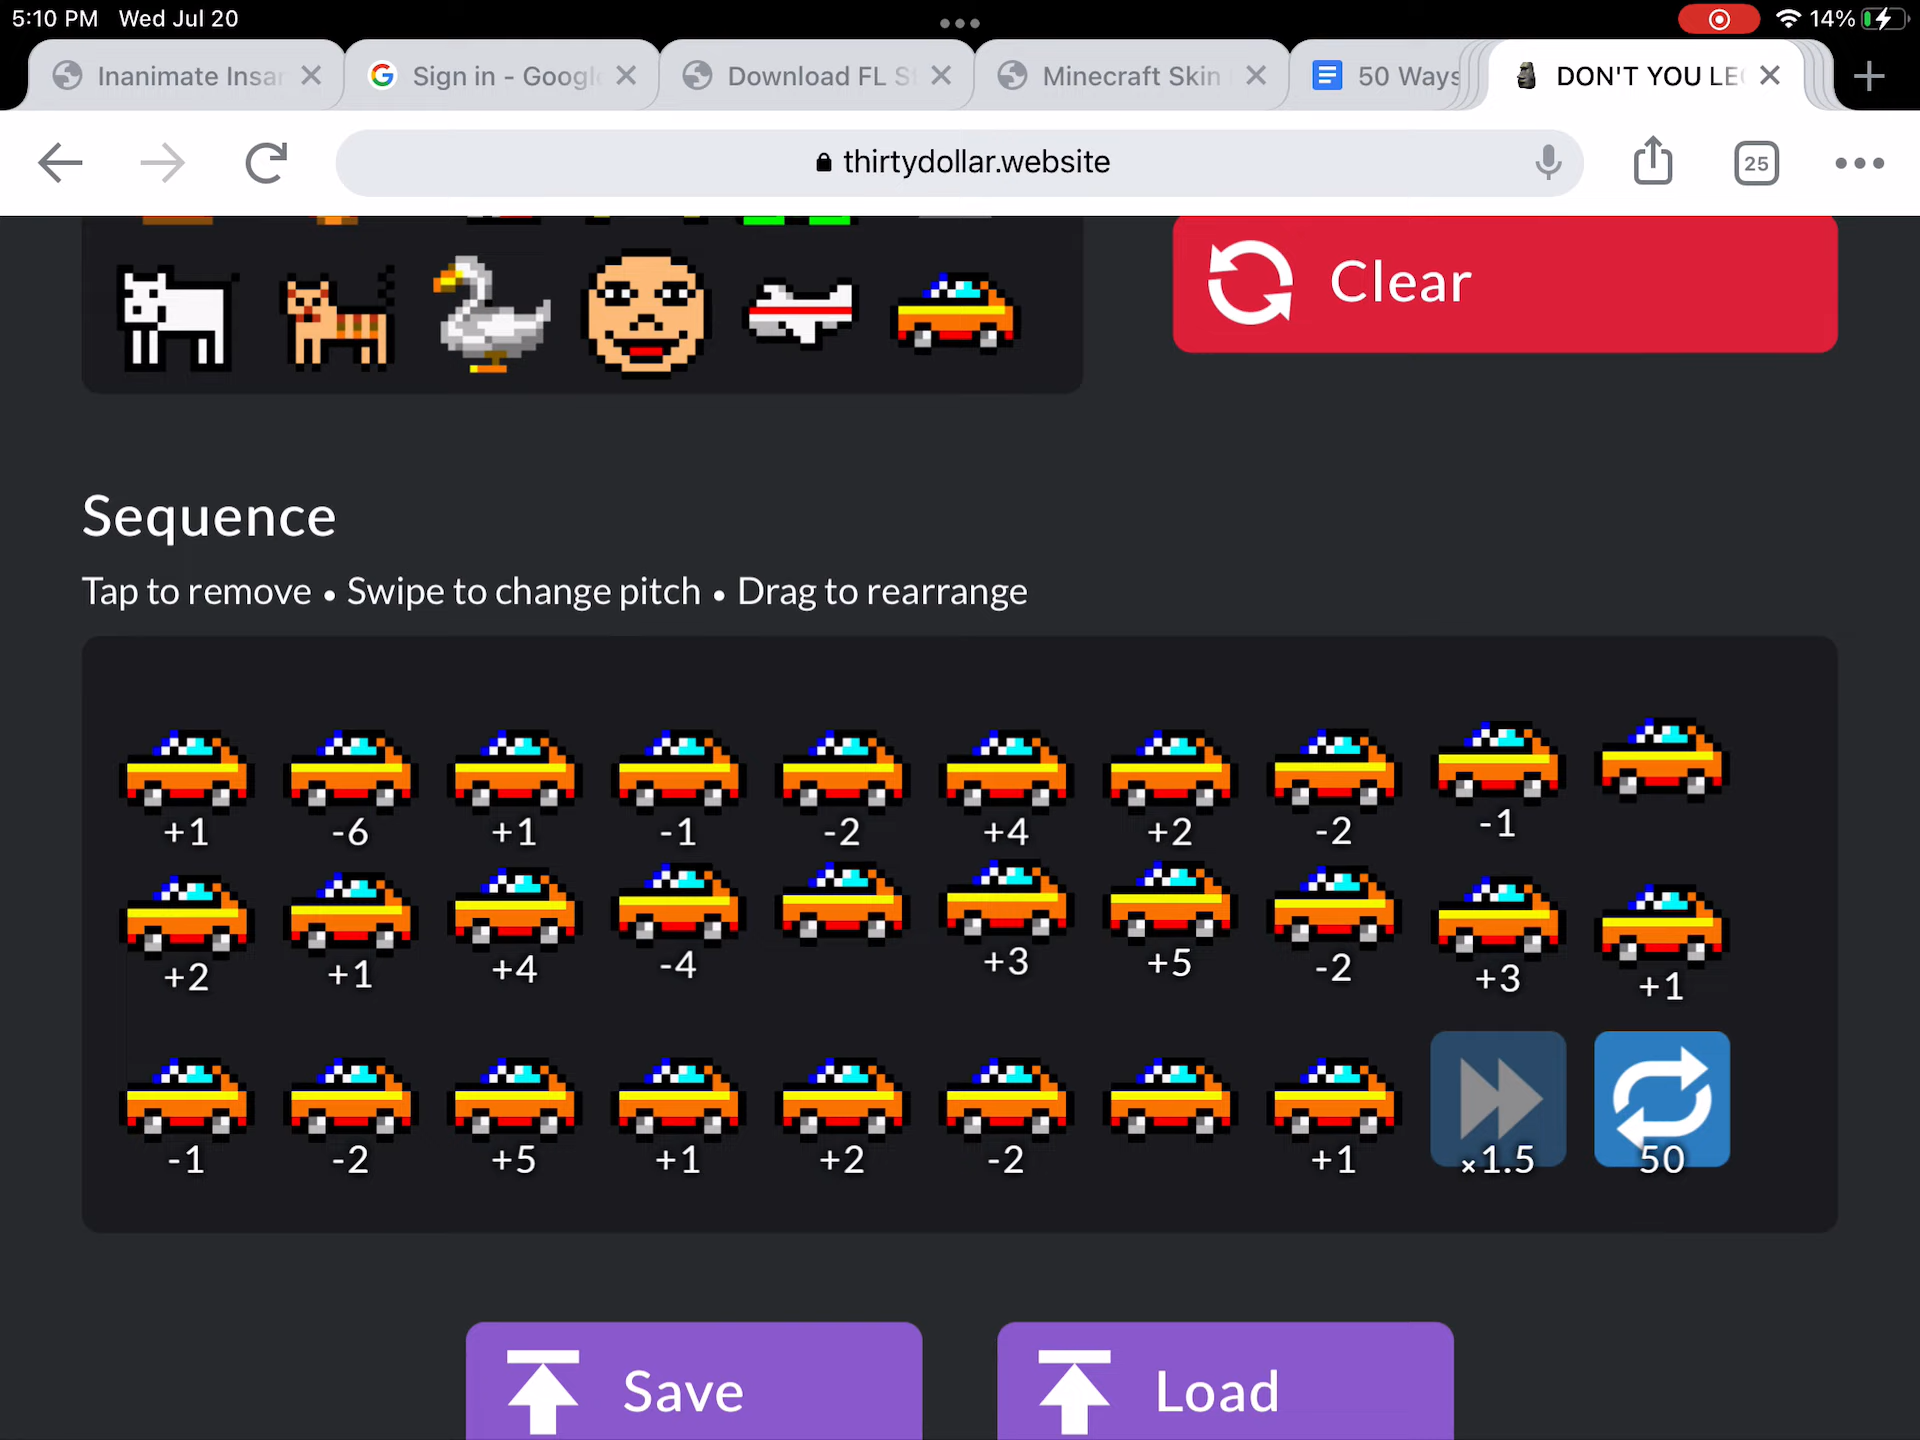 5:10 PM Wed Jul 20
14%
Inanimate Insa
Sign in - Google
Download FL S
Minecraft Skin
50 Ways
DON'T YOU LE
thirtydollar.website
25
Clear
Sequence
Tap to remove • Swipe to change pitch • Drag to rearrange
+1 -6 +1 -1 -2 +4 +2 -2 -1
+2 +1 +4 -4 +3 +5 -2 +3 +1
-1 -2 +5 +1 +2 -2 +1 ×1.5 50
Save
Load